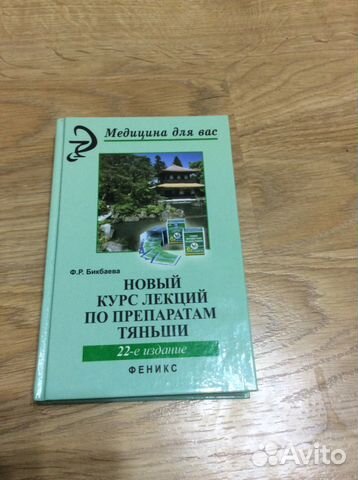 Медицина для вас
Ф.Р. Бикбаева
НОВЫЙ
КУРС ЛЕКЦИЙ
ПО ПРЕПАРАТАМ
ТЯНЬШИ
22-е издание
ФЕНИКС
Avito